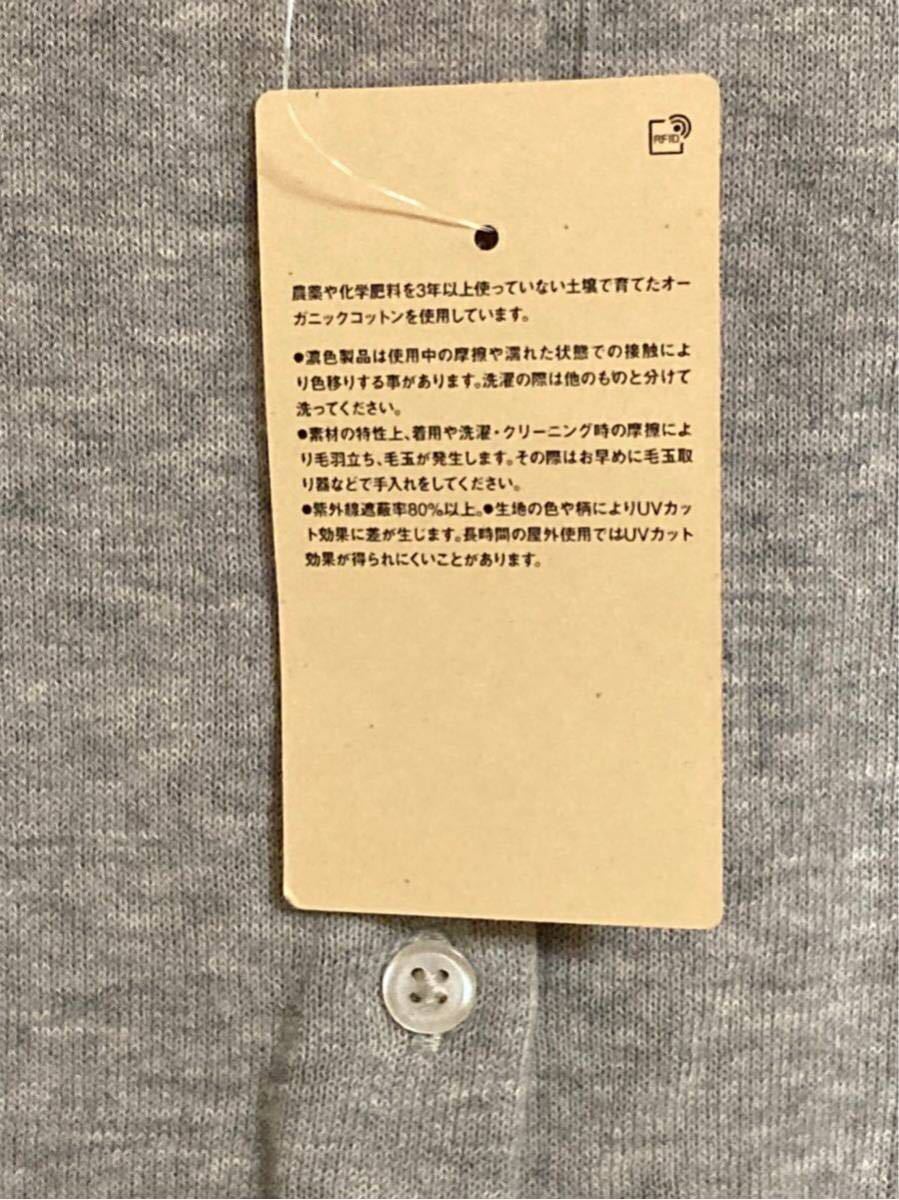 RFID
農薬や化学肥料を3年以上使っていない土壌で育てたオー
ガニックコットンを使用しています。
●濃色製品は使用中の摩擦や濡れた状態での接触によ
り色移りする事があります。洗濯の際は他のものと分けて
洗ってください。
●素材の特性上、着用や洗濯・クリーニング時の摩擦によ
り毛羽立ち、毛玉が発生します。その際はお早めに毛玉取
り器などで手入れをしてください。
●紫外線遮蔽率80%以上。●生地の色や柄によりUVカッ
ト効果に差が生じます。長時間の屋外使用ではUVカット
効果が得られにくいことがあります。